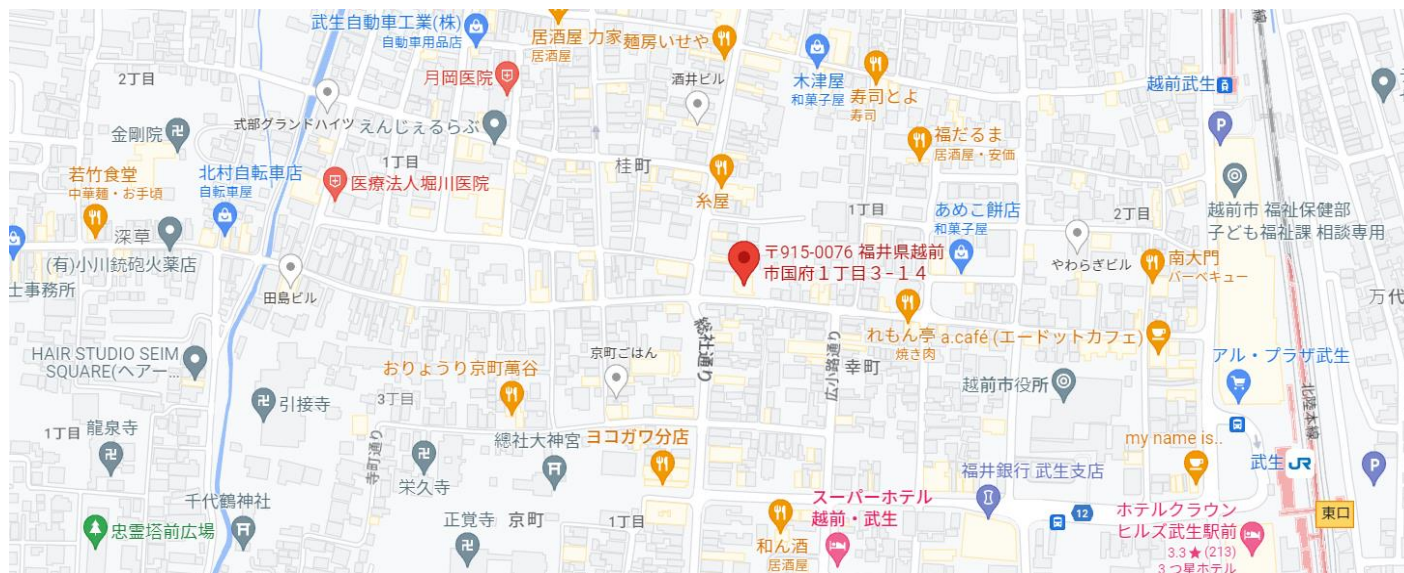 武生自動車工業(株)
自動車用品店
居酒屋 力家
居酒屋
麺房いせや
2丁目
月岡医院
酒井ビル
木津屋
和菓子屋
寿司とよ
寿司
越前武生
金剛院
式部グランドハイツ
えんじぇるらぶ
福だるま
居酒屋・安価
若竹食堂
中華麺・お手頃
北村自転車店
自転車屋
1丁目
医療法人堀川医院
桂町
糸屋
1丁目
あめこ餅店
和菓子屋
2丁目
越前市 福祉保健部
子ども福祉課 相談専用
深草
(有)小川銃砲火薬店
士事務所
田島ビル
〒915-0076 福井県越前
市国府1丁目3−14
やわらぎビル
南大門
バーベキュー
万代
HAIR STUDIO SEIM
SQUARE(ヘアー...
総社通り
京町ごはん
広小路通り
れもん亭
焼き肉
a.café (エードットカフェ)
幸町
アル・プラザ武生
越前市役所
北陸本線
おりょうり京町萬谷
引接寺
3丁目
1丁目
龍泉寺
寺町通り
栄久寺
總社大神宮
ヨコガワ分店
my name is..
武生
JR
福井銀行 武生支店
千代鶴神社
忠霊塔前広場
正覚寺
京町
1丁目
和ん酒
居酒屋
スーパーホテル
越前・武生
12
ホテルクラウン
ヒルズ武生駅前
3.3★(213)
3 つ星ホテル
東口
P
P